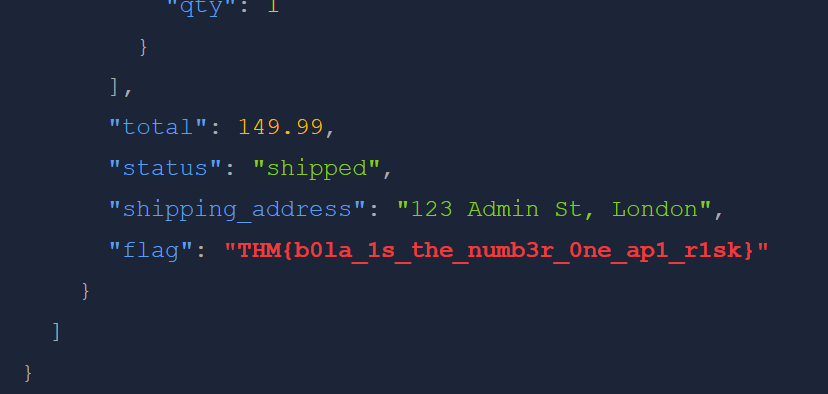 "qty": 1
}
],
"total": 149.99,
"status": "shipped",
"shipping_address": "123 Admin St, London",
"flag": "THM{b0la_1s_the_numb3r_0ne_ap1_r1sk}"
}
]
}